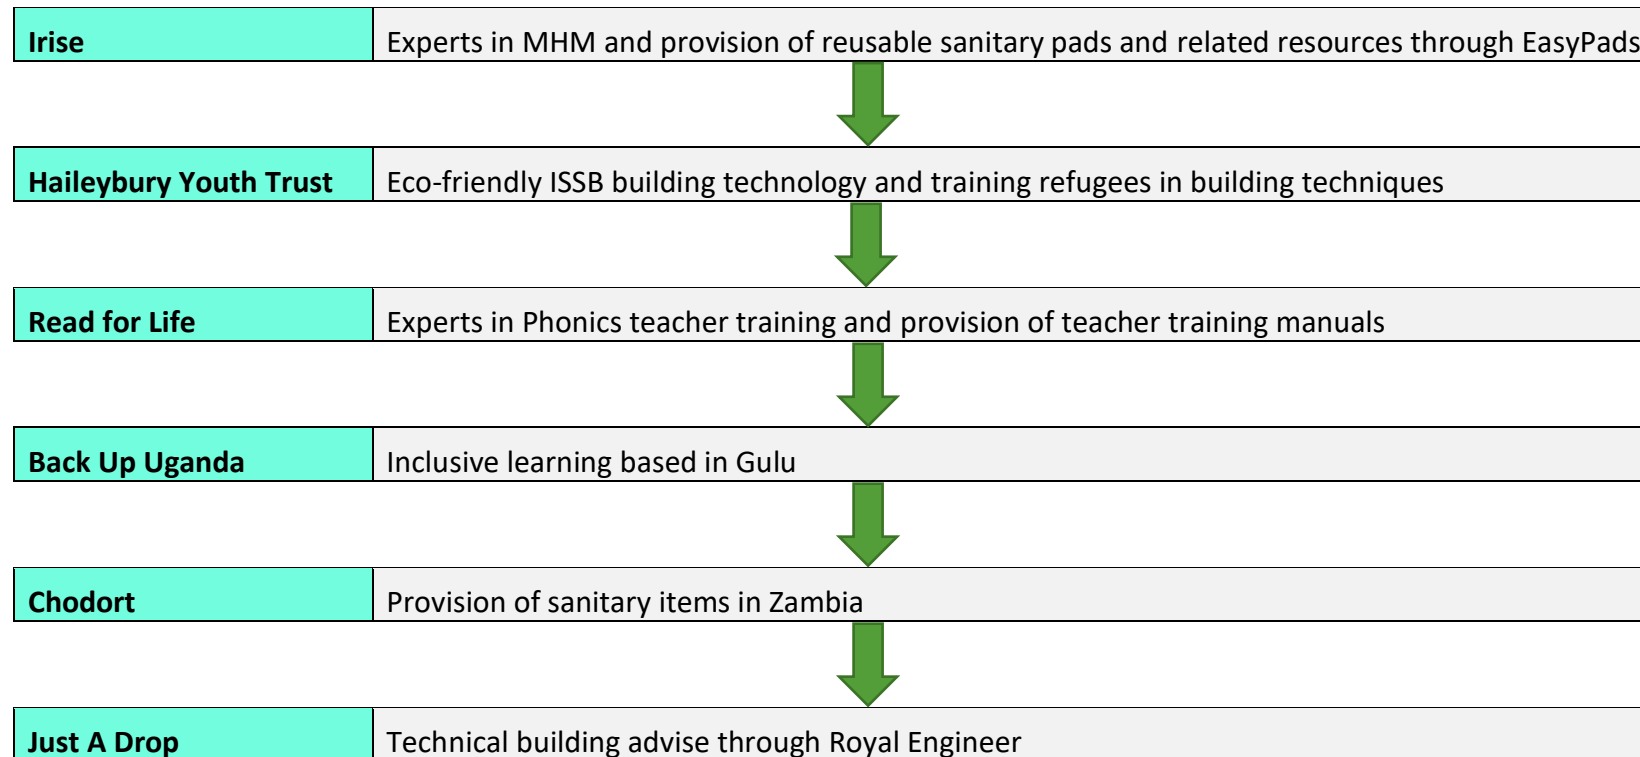 Irise Experts in MHM and provision of reusable sanitary pads and related resources through EasyPads
Haileybury Youth Trust Eco-friendly ISSB building technology and training refugees in building techniques
Read for Life Experts in Phonics teacher training and provision of teacher training manuals
Back Up Uganda Inclusive learning based in Gulu
Chodort Provision of sanitary items in Zambia
Just A Drop Technical building advise through Royal Engineer